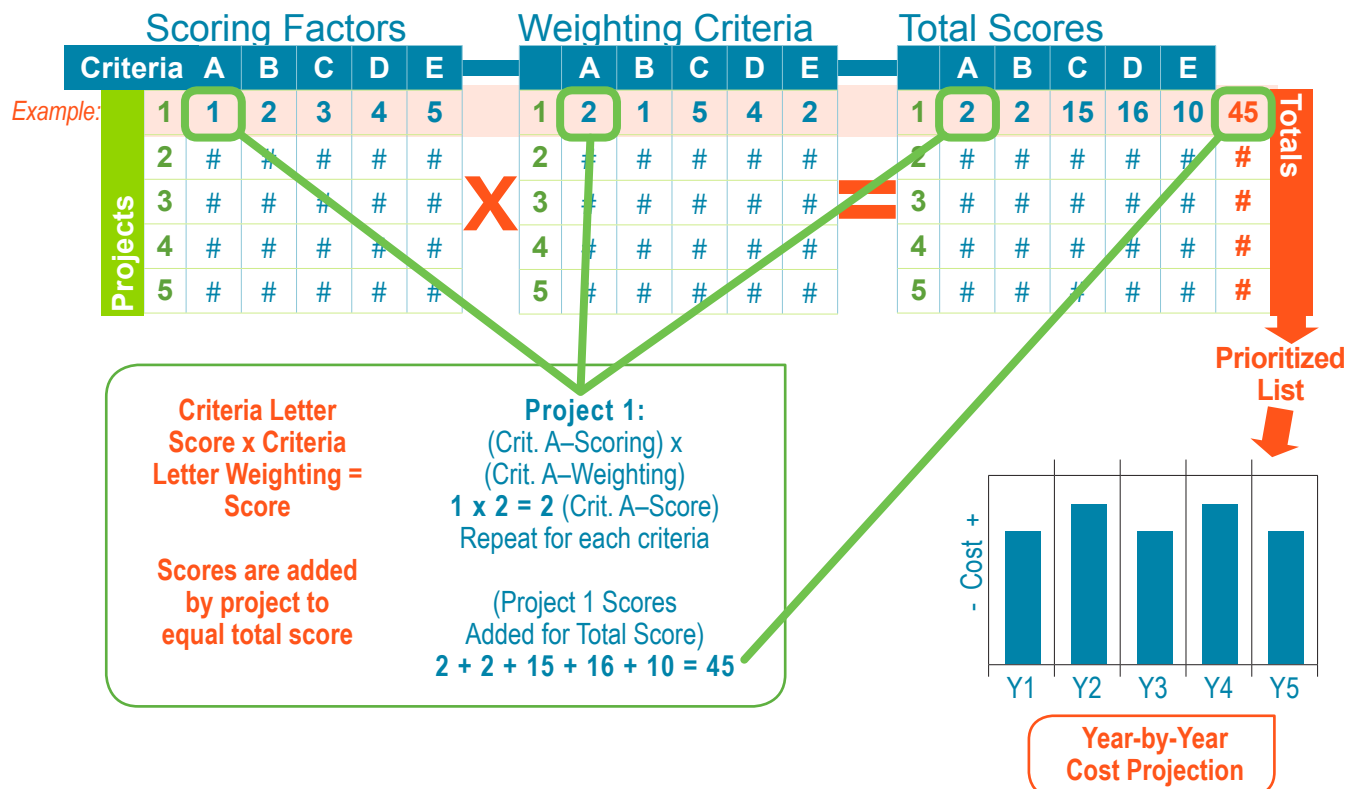 Scoring Factors Weighting Criteria Total Scores
Criteria A B C D E A B C D E A B C D E
Example: 1 1 2 3 4 5 1 2 1 5 4 2 1 2 2 15 16 10 45
2 # # # # # 2 # # # # # 2 # # # # # #
3 # # # # # 3 # # # # # 3 # # # # # #
4 # # # # # 4 # # # # # 4 # # # # # #
5 # # # # # 5 # # # # # 5 # # # # # #
Projects
X
=
Totals
Prioritized
List
Criteria Letter
Score x Criteria
Letter Weighting =
Score
Scores are added
by project to
equal total score
Project 1:
(Crit. A–Scoring) x
(Crit. A–Weighting)
1 x 2 = 2 (Crit. A–Score)
Repeat for each criteria
(Project 1 Scores
Added for Total Score)
2 + 2 + 15 + 16 + 10 = 45
- Cost +
Y1 Y2 Y3 Y4 Y5
Year-by-Year
Cost Projection